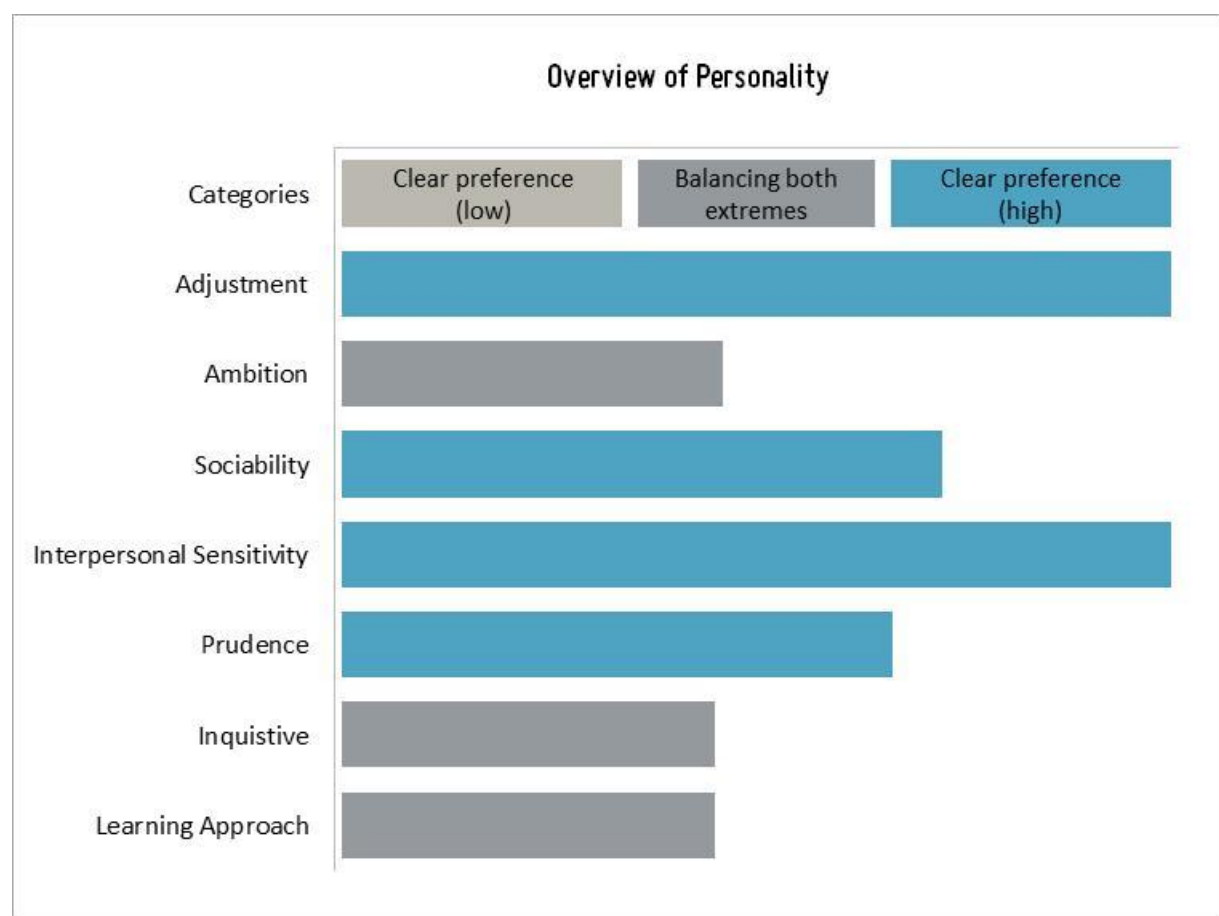 Overview of Personality
Categories
Clear preference
(low)
Balancing both
extremes
Clear preference
(high)
Adjustment
Ambition
Sociability
Interpersonal Sensitivity
Prudence
Inquistive
Learning Approach